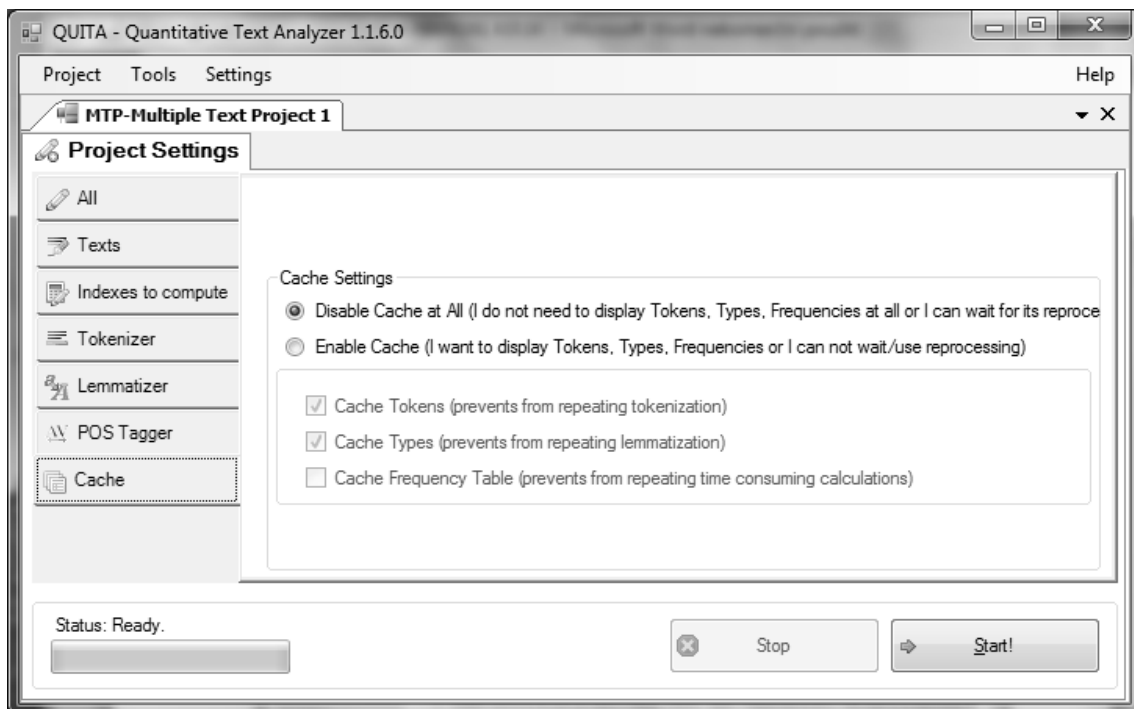 QUITA - Quantitative Text Analyzer 1.1.6.0
Project Tools Settings Help
MTP-Multiple Text Project 1
Project Settings
All
Texts
Indexes to compute
Tokenizer
Lemmatizer
POS Tagger
Cache
Cache Settings
Disable Cache at All (I do not need to display Tokens, Types, Frequencies at all or I can wait for its reproce
Enable Cache (I want to display Tokens, Types, Frequencies or I can not wait/use reprocessing)
Cache Tokens (prevents from repeating tokenization)
Cache Types (prevents from repeating lemmatization)
Cache Frequency Table (prevents from repeating time consuming calculations)
Status: Ready.
Stop
Start!